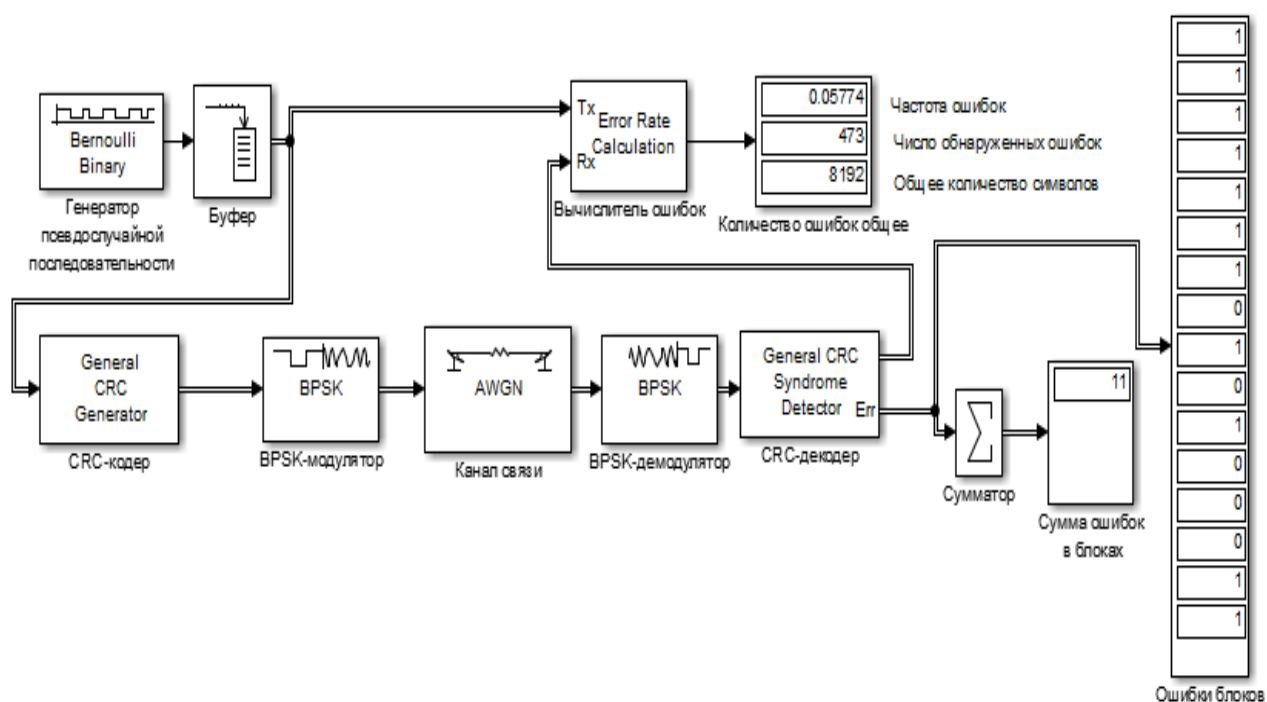 Bernoulli
Binary
Генератор
псевдослучайной
последовательности
Буфер
Tx
Error Rate
Calculation
Rx
Вычислитель ошибок
0.05774
473
8192
Частота ошибок
Число обнаруженных ошибок
Общее количество символов
Количество ошибок общее
General
CRC
Generator
CRC-кодер
BPSK
BPSK-модулятор
AWGN
Канал связи
BPSK
BPSK-демодулятор
General CRC
Syndrome
Detector
Err
CRC-декодер
Сумматор
11
Сумма ошибок
в блоках
1
1
1
1
1
1
1
0
1
0
1
0
0
0
1
1
Ошибки блоков